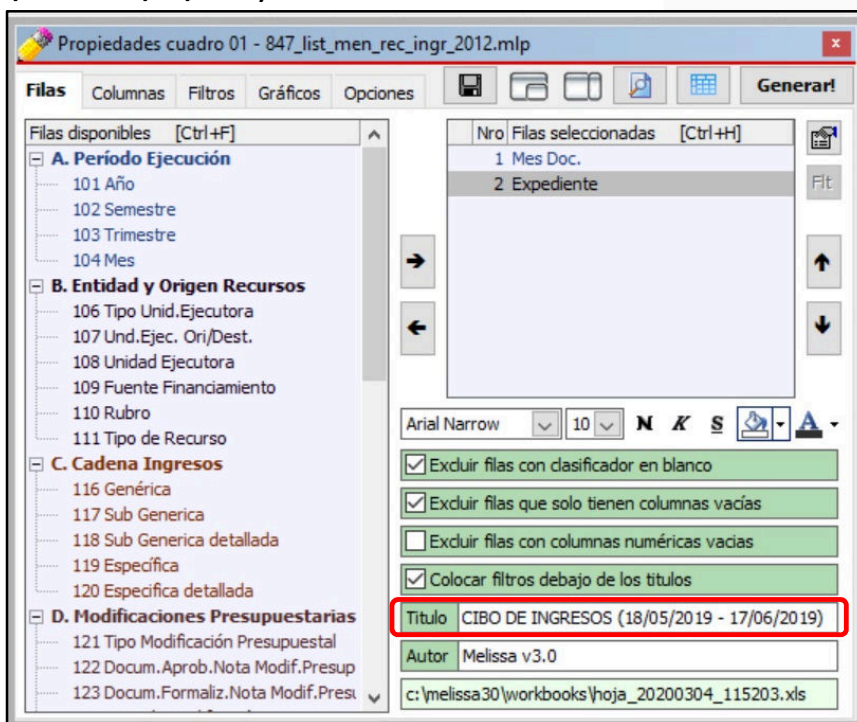 Propiedades cuadro 01 - 847_list_men_rec_ingr_2012.mlp
Filas Columnas Filtros Gráficos Opciones Generar!
Filas disponibles [Ctrl+F]
A. Período Ejecución
101 Año
102 Semestre
103 Trimestre
104 Mes
B. Entidad y Origen Recursos
106 Tipo Unid.Ejecutora
107 Und.Ejec. Ori/Dest.
108 Unidad Ejecutora
109 Fuente Financiamiento
110 Rubro
111 Tipo de Recurso
C. Cadena Ingresos
116 Genérica
117 Sub Generica
118 Sub Generica detallada
119 Específica
120 Especifica detallada
D. Modificaciones Presupuestarias
121 Tipo Modificación Presupuestal
122 Docum.Aprob.Nota Modif.Presup
123 Docum.Formaliz.Nota Modif.Presu
Nro Filas seleccionadas [Ctrl+H]
1 Mes Doc.
2 Expediente
Flt
Arial Narrow 10 N K S A
Excluir filas con clasificador en blanco
Excluir filas que solo tienen columnas vacías
Excluir filas con columnas numéricas vacias
Colocar filtros debajo de los titulos
Titulo CIBO DE INGRESOS (18/05/2019 - 17/06/2019)
Autor Melissa v3.0
c:\melissa30\workbooks\hoja_20200304_115203.xls